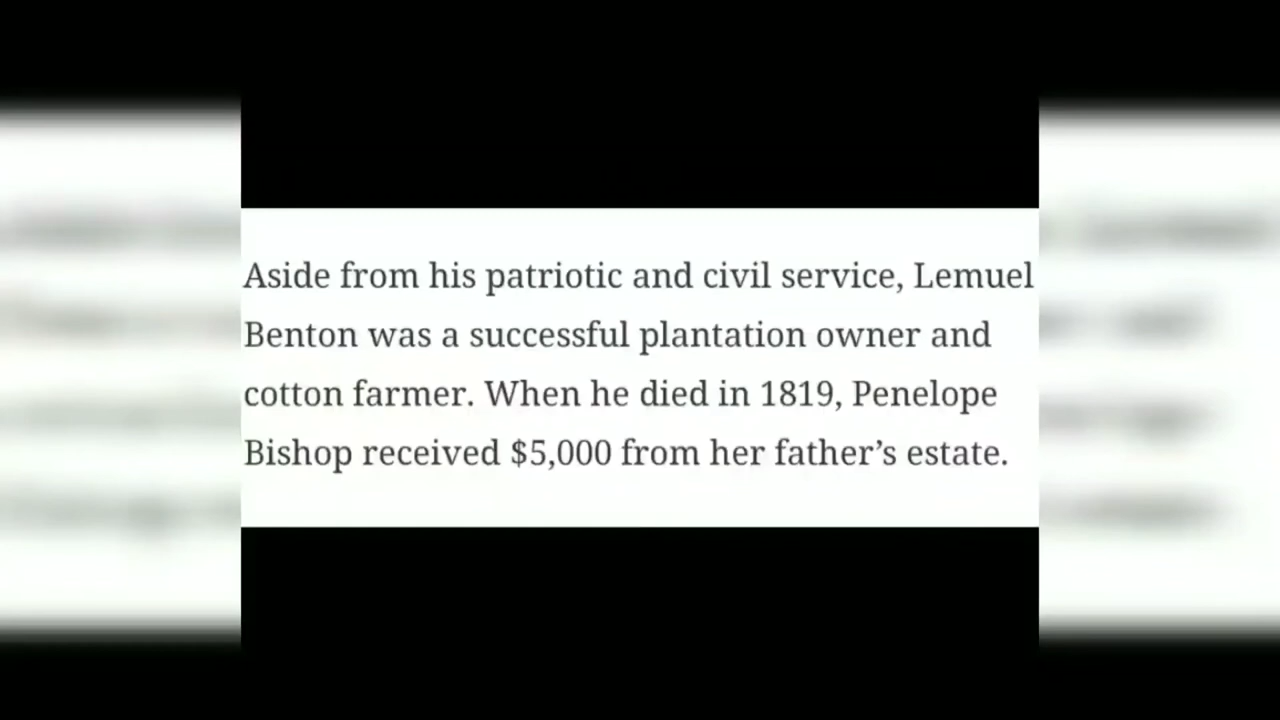 Aside from his patriotic and civil service, Lemuel
Benton was a successful plantation owner and
cotton farmer. When he died in 1819, Penelope
Bishop received $5,000 from her father’s estate.